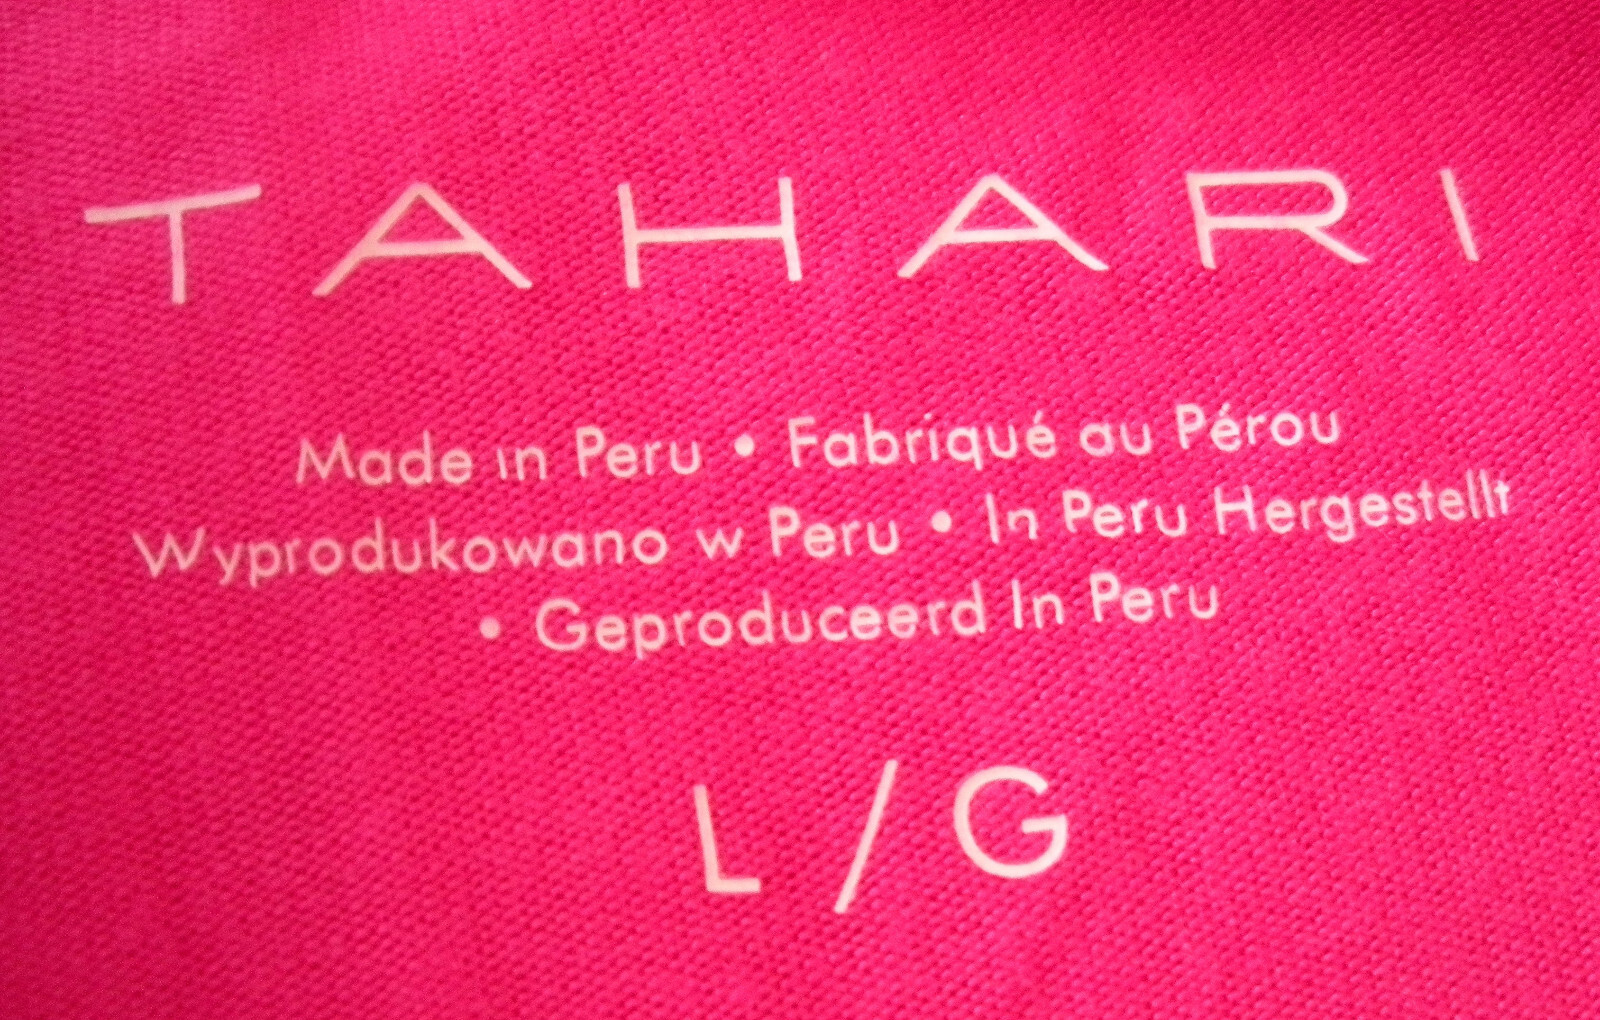 TAHARI
Made in Peru • Fabriqué au Pérou
Wyprodukowano w Peru • In Peru Hergestellt
• Geproduceerd In Peru
L/G